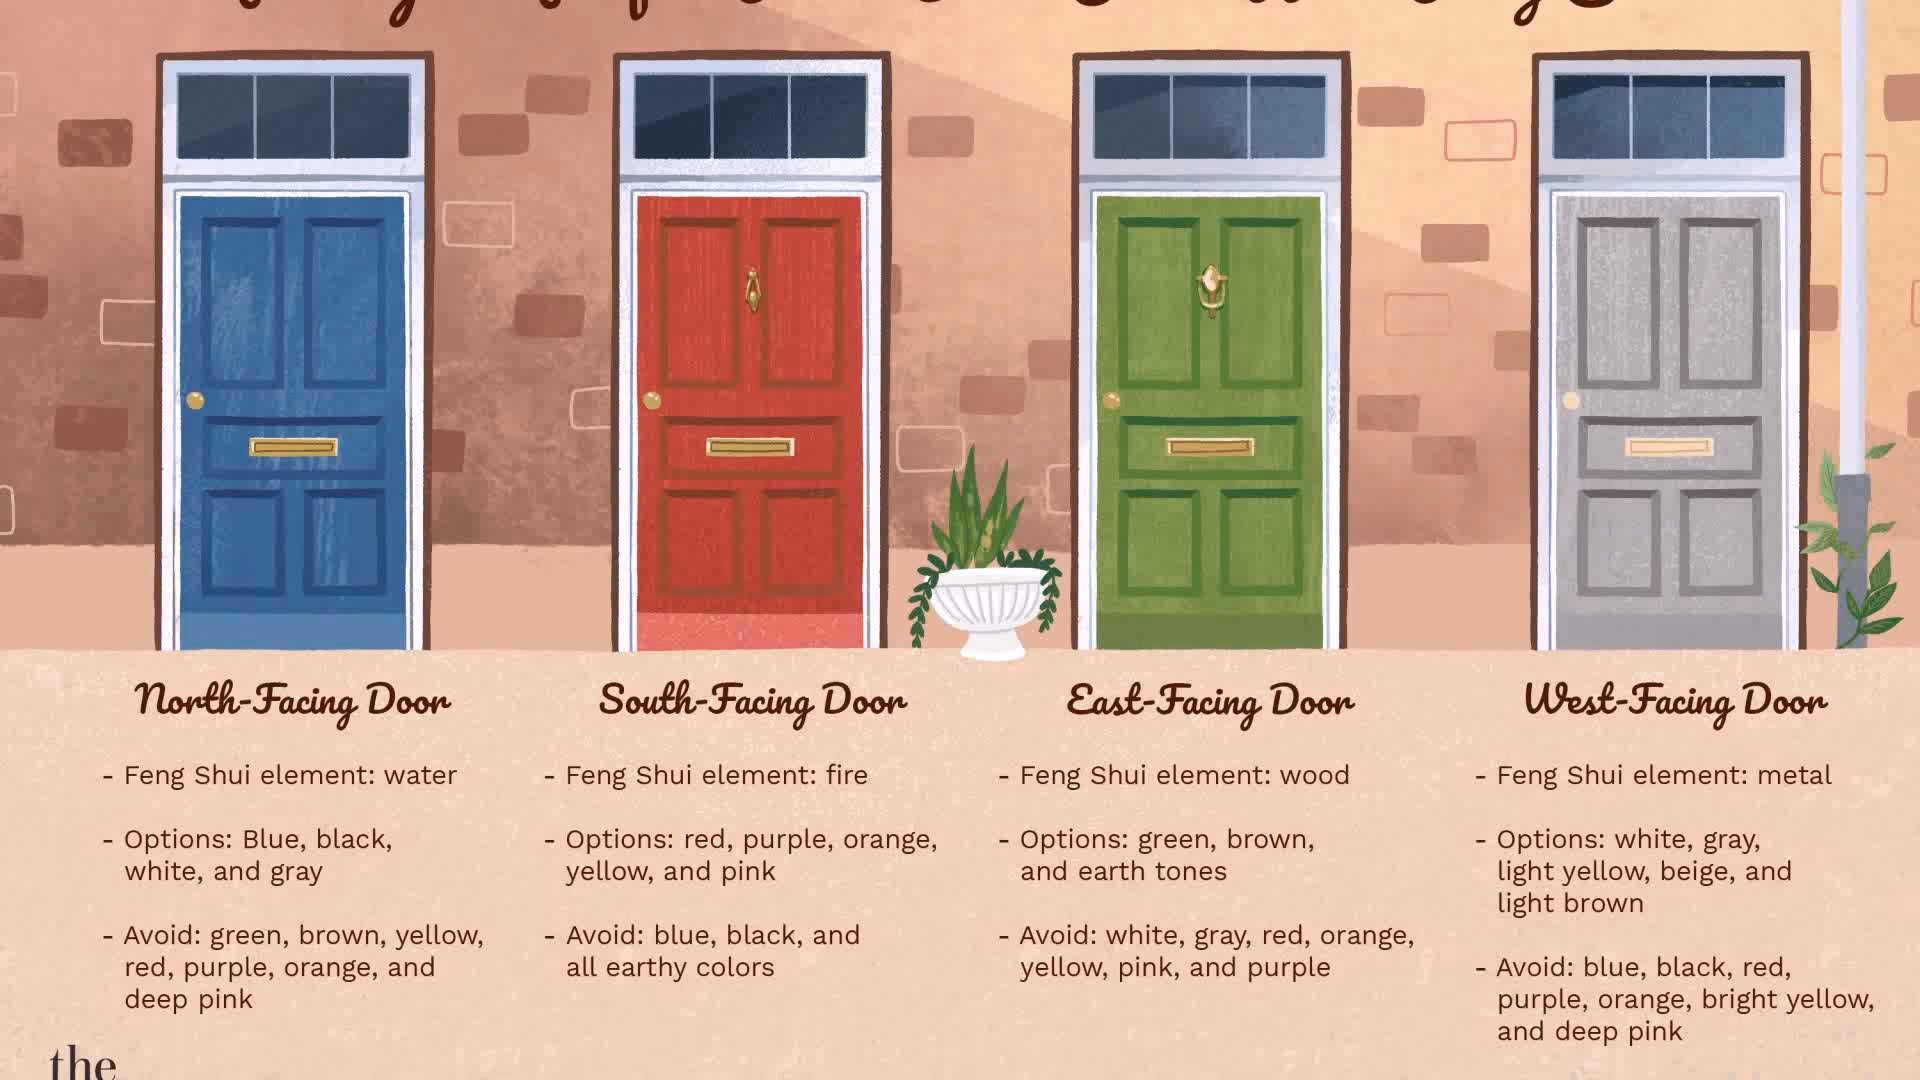 North-Facing Door
- Feng Shui element: water
- Options: Blue, black,
white, and gray
- Avoid: green, brown, yellow,
red, purple, orange, and
deep pink
South-Facing Door
- Feng Shui element: fire
- Options: red, purple, orange,
yellow, and pink
- Avoid: blue, black, and
all earthy colors
East-Facing Door
- Feng Shui element: wood
- Options: green, brown,
and earth tones
- Avoid: white, gray, red, orange,
yellow, pink, and purple
West-Facing Door
- Feng Shui element: metal
- Options: white, gray,
light yellow, beige, and
light brown
- Avoid: blue, black, red,
purple, orange, bright yellow,
and deep pink
the